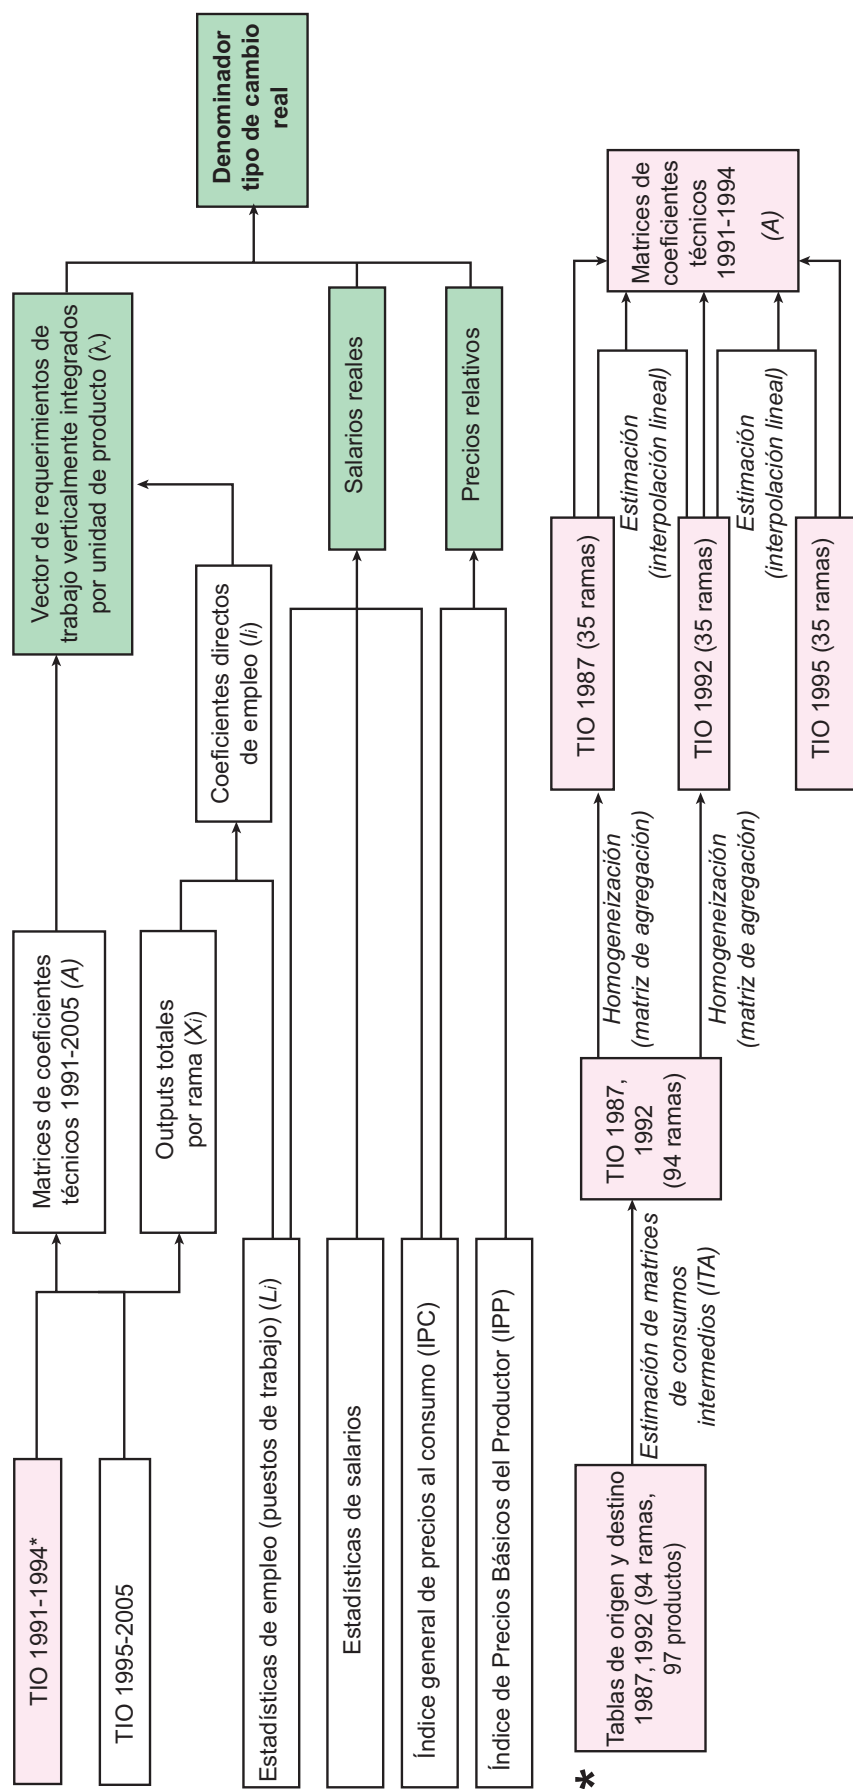 TIO 1991-1994*
TIO 1995-2005
Matrices de coeficientes
técnicos 1991-2005 (A)
Outputs totales
por rama (Xi)
Vector de requerimientos de
trabajo verticalmente integrados
por unidad de producto (λ)
Coeficientes directos
de empleo (li)
Denominador
tipo de cambio
real
Estadísticas de empleo (puestos de trabajo) (Li)
Estadísticas de salarios
Salarios reales
Índice general de precios al consumo (IPC)
Índice de Precios Básicos del Productor (IPP)
Precios relativos
*
Tablas de origen y destino
1987,1992 (94 ramas,
97 productos)
Estimación de matrices
de consumos
intermedios (ITA)
TIO 1987,
1992
(94 ramas)
Homogeneización
(matriz de agregación)
Homogeneización
(matriz de agregación)
TIO 1987 (35 ramas)
TIO 1992 (35 ramas)
TIO 1995 (35 ramas)
Estimación
(interpolación lineal)
Estimación
(interpolación lineal)
Matrices de
coeficientes
técnicos
1991-1994
(A)